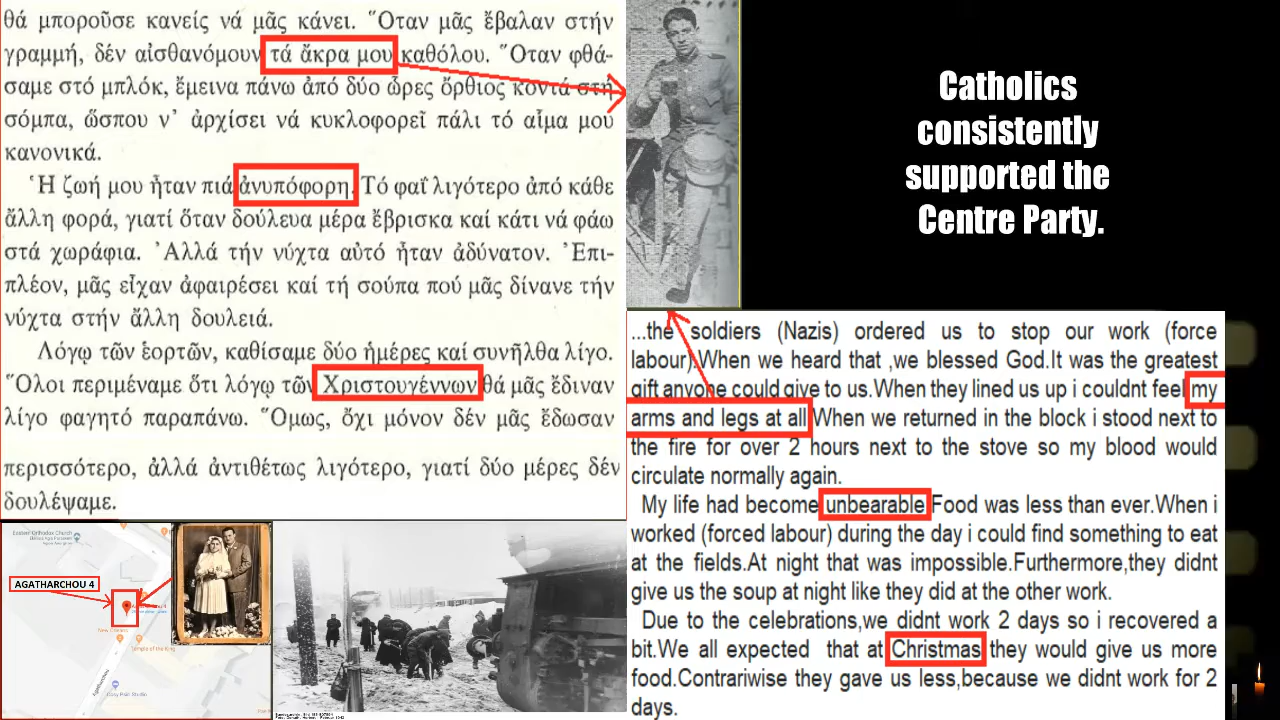 θά μποροῦσε κανείς νά μᾶς κάνει. Ὅταν μᾶς ἔβαλαν στήν
γραμμή, δέν αἰσθανόμουν τά ἄκρα μου καθόλου. Ὅταν φθά-
σαμε στό μπλόκ, ἔμεινα πάνω ἀπό δύο ὧρες ὄρθιος κοντά στή
σόμπα, ὥσπου ν' ἀρχίσει νά κυκλοφορεῖ πάλι τό αἷμα μου
κανονικά.
Ἡ ζωή μου ἦταν πιά ἀνυπόφορη. Τό φαΐ λιγότερο ἀπό κάθε
ἄλλη φορά, γιατί ὅταν δούλευα μέρα ἔβρισκα καί κάτι νά φάω
στά χωράφια. Ἀλλά τήν νύχτα αὐτό ἦταν ἀδύνατον. Ἐπι-
πλέον, μᾶς εἶχαν ἀφαιρέσει καί τή σούπα πού μᾶς δίνανε τήν
νύχτα στήν ἄλλη δουλειά.
Λόγῳ τῶν ἑορτῶν, καθίσαμε δύο ἡμέρες καί συνῆλθα λίγο.
Ὅλοι περιμέναμε ὅτι λόγῳ τῶν Χριστουγέννων θά μᾶς ἔδιναν
λίγο φαγητό παραπάνω. Ὅμως, ὄχι μόνον δέν μᾶς ἔδωσαν
περισσότερο, ἀλλά ἀντιθέτως λιγότερο, γιατί δύο μέρες δέν
δουλέψαμε.
Catholics
consistently
supported the
Centre Party.
...the soldiers (Nazis) ordered us to stop our work (force
labour).When we heard that ,we blessed God.It was the greatest
gift anyone could give to us.When they lined us up i couldnt feel my
arms and legs at all When we returned in the block i stood next to
the fire for over 2 hours next to the stove so my blood would
circulate normally again.
My life had become unbearable Food was less than ever.When i
worked (forced labour) during the day i could find something to eat
at the fields.At night that was impossible.Furthermore,they didnt
give us the soup at night like they did at the other work.
Due to the celebrations,we didnt work 2 days so i recovered a
bit.We all expected that at Christmas they would give us more
food.Contrariwise they gave us less,because we didnt work for 2
days.
Eastern Orthodox Church
AGATHARCHOU 4
Temple of the King